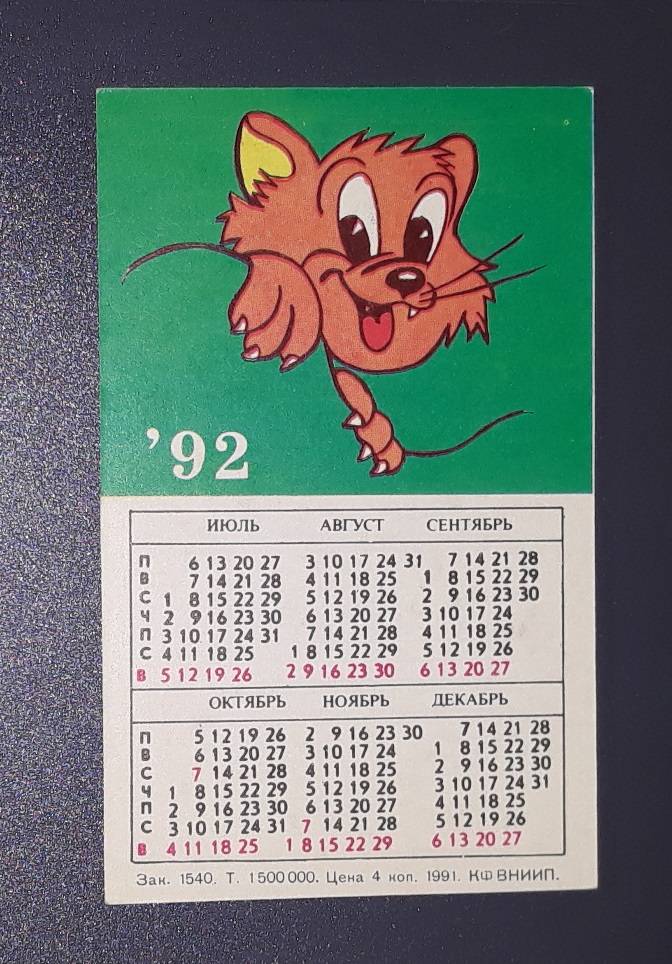 ’92
ИЮЛЬ АВГУСТ СЕНТЯБРЬ
П 6 13 20 27 3 10 17 24 31 7 14 21 28
В 7 14 21 28 4 11 18 25 1 8 15 22 29
С 1 8 15 22 29 5 12 19 26 2 9 16 23 30
Ч 2 9 16 23 30 6 13 20 27 3 10 17 24
П 3 10 17 24 31 7 14 21 28 4 11 18 25
С 4 11 18 25 1 8 15 22 29 5 12 19 26
В 5 12 19 26 2 9 16 23 30 6 13 20 27
ОКТЯБРЬ НОЯБРЬ ДЕКАБРЬ
П 5 12 19 26 2 9 16 23 30 7 14 21 28
В 6 13 20 27 3 10 17 24 1 8 15 22 29
С 7 14 21 28 4 11 18 25 2 9 16 23 30
Ч 1 8 15 22 29 5 12 19 26 3 10 17 24 31
П 2 9 16 23 30 6 13 20 27 4 11 18 25
С 3 10 17 24 31 7 14 21 28 5 12 19 26
В 4 11 18 25 1 8 15 22 29 6 13 20 27
Зак. 1540. Т. 1 500 000. Цена 4 коп. 1991. КФ ВНИИП.